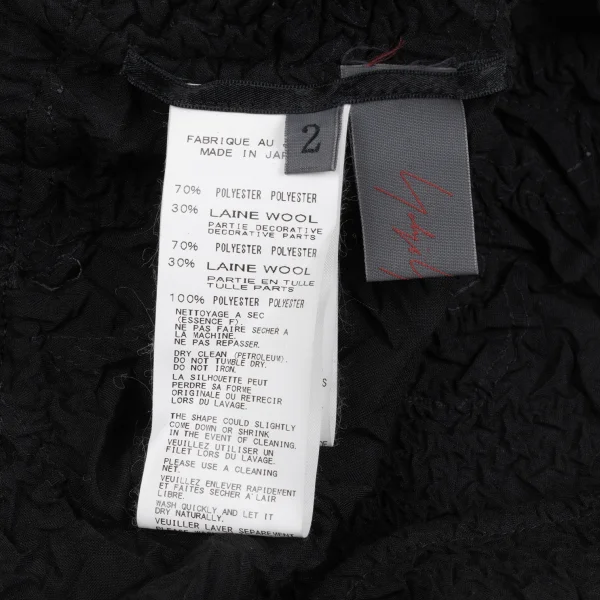 FABRIQUE AU
MADE IN JAP
2
70% POLYESTER POLYESTER
30% LAINE WOOL
PARTIE DECORATIVE
DECORATIVE PARTS
70% POLYESTER POLYESTER
30% LAINE WOOL
PARTIE EN TULLE
TULLE PARTS
100% POLYESTER POLYESTER
NETTOYAGE A SEC
(ESSENCE F).
NE PAS FAIRE SECHER A
LA MACHINE.
NE PAS REPASSER.
DRY CLEAN (PETROLEUM).
DO NOT TUMBLE DRY.
DO NOT IRON.
LA SILHOUETTE PEUT
PERDRE SA FORME
ORIGINALE OU RETRECIR
LORS DU LAVAGE.
THE SHAPE COULD SLIGHTLY
COME DOWN OR SHRINK
IN THE EVENT OF CLEANING.
VEUILLEZ UTILISER UN
FILET LORS DU LAVAGE.
PLEASE USE A CLEANING
NET.
VEUILLEZ ENLEVER RAPIDEMENT
ET FAITES SECHER A LAIR
LIBRE.
WASH QUICKLY AND LET IT
DRY NATURALLY.
VEUILLER LAVER SEPAREMENT
S